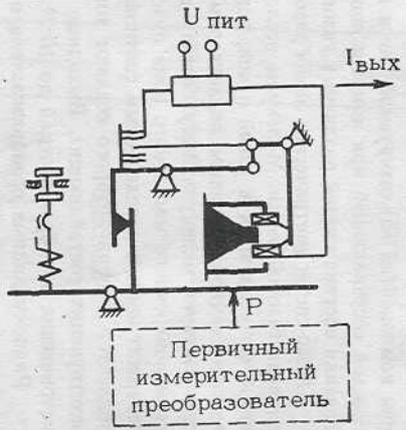 U пит
I вых
P
Первичный
измерительный
преобразователь